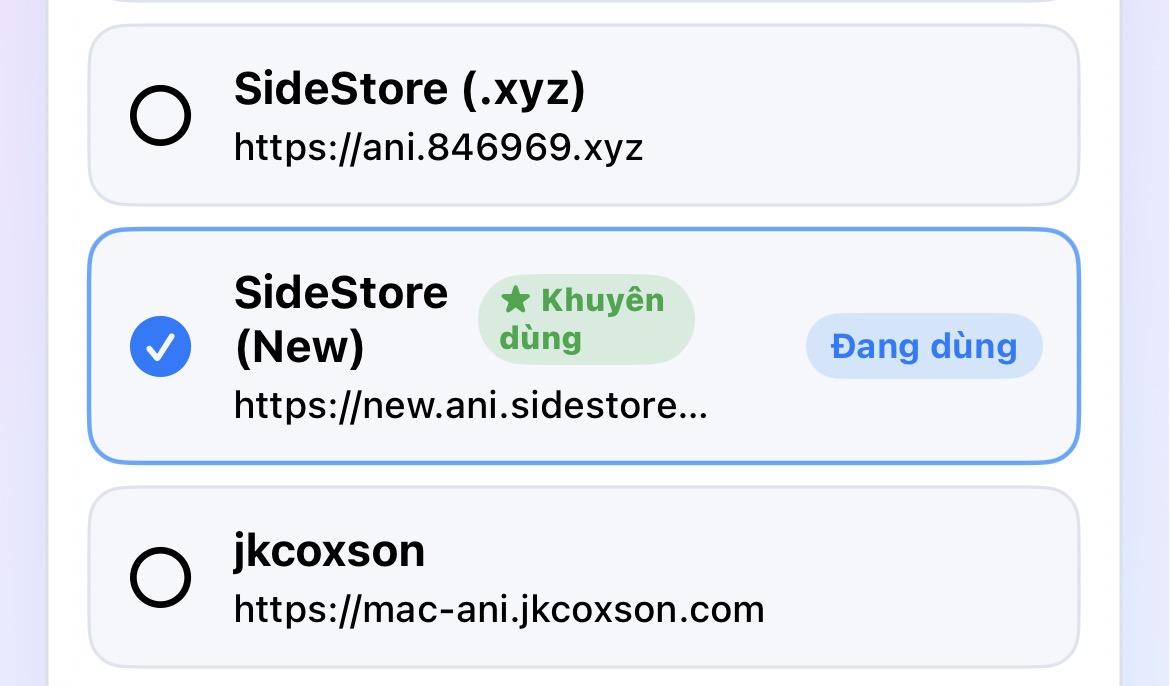 SideStore (.xyz)
https://ani.846969.xyz
SideStore
(New)
★ Khuyên
dùng
Đang dùng
https://new.ani.sidestore...
jkcoxson
https://mac-ani.jkcoxson.com